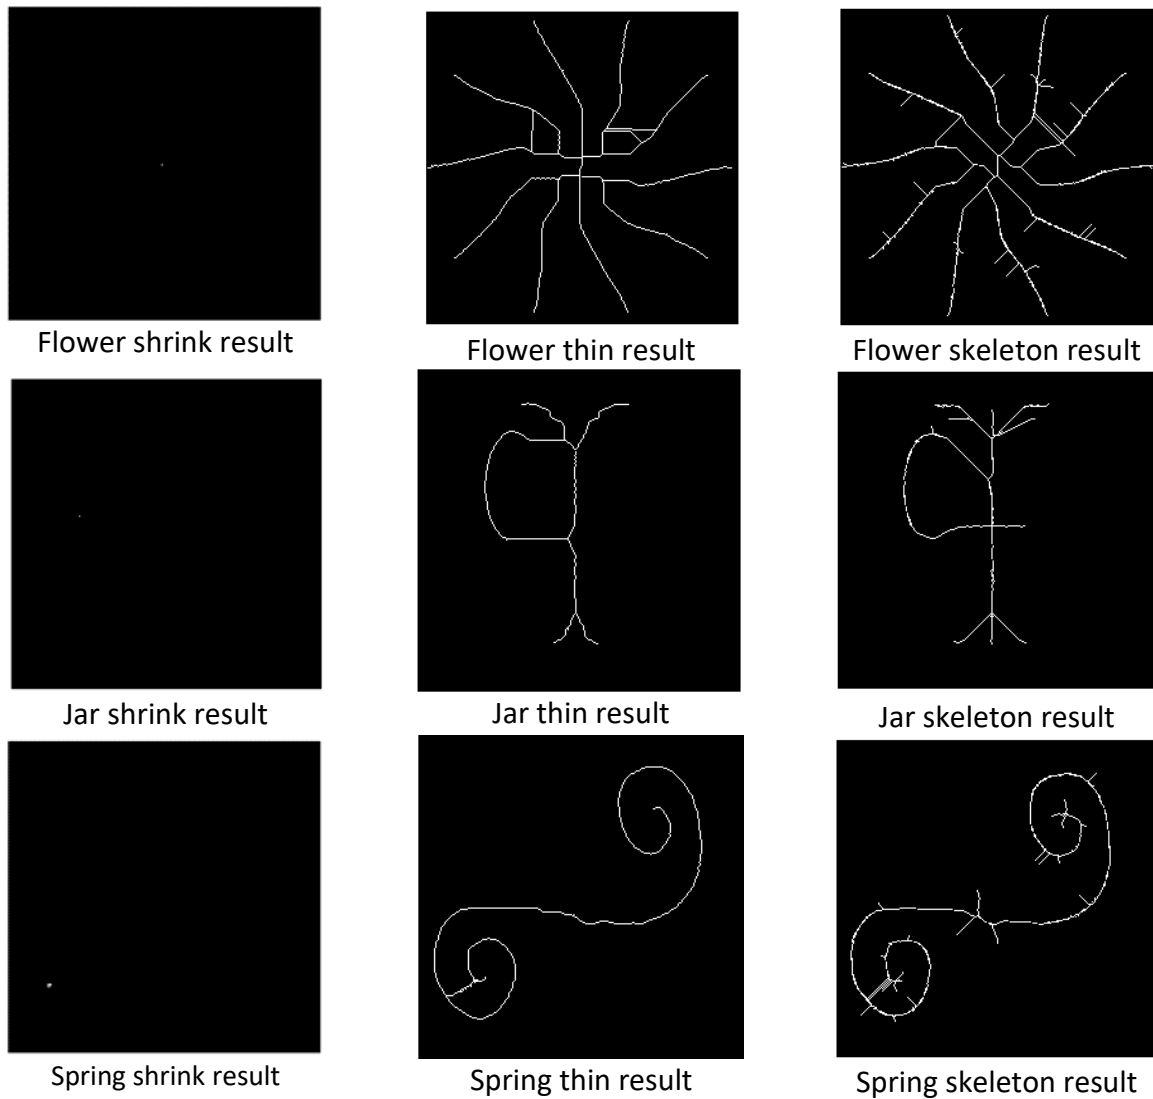 Flower shrink result
Flower thin result
Flower skeleton result
Jar shrink result
Jar thin result
Jar skeleton result
Spring shrink result
Spring thin result
Spring skeleton result